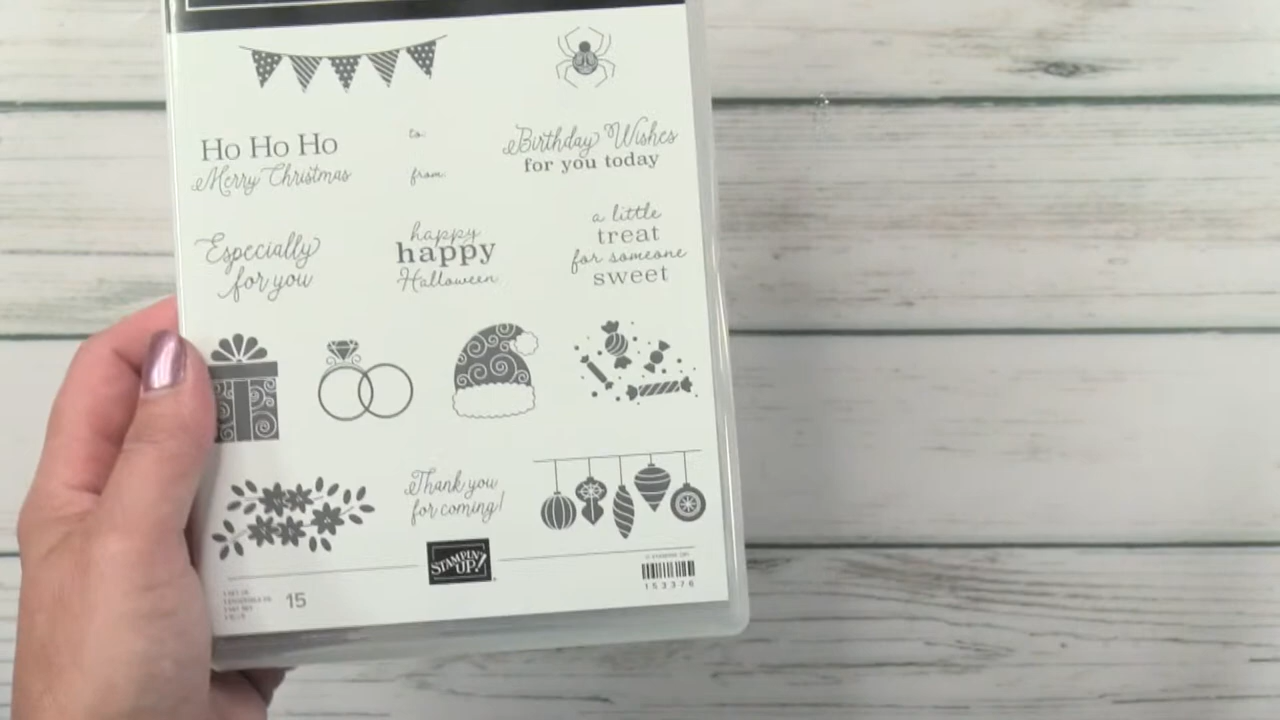 Ho Ho Ho
Merry Christmas
to:
from:
Birthday Wishes
for you today
Especially
for you
happy
happy
Halloween
a little
treat
for someone
sweet
Thank you
for coming!
STAMPIN' UP!
15
153376